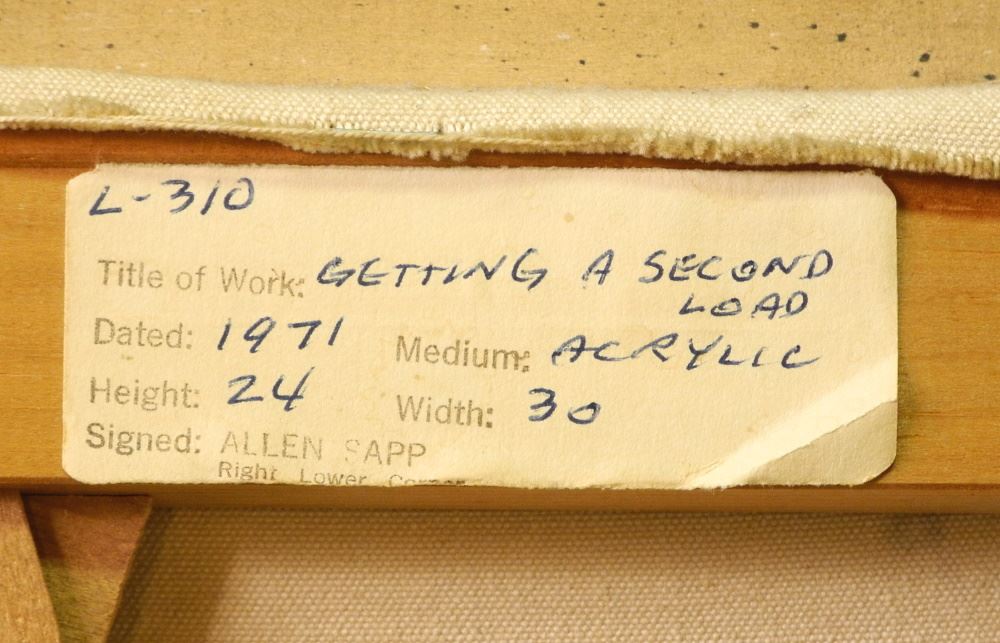 L-310
Title of Work: GETTING A SECOND
LOAD
Dated: 1971 Medium: ACRYLIC
Height: 24 Width: 30
Signed: ALLEN SAPP
Right Lower Corner